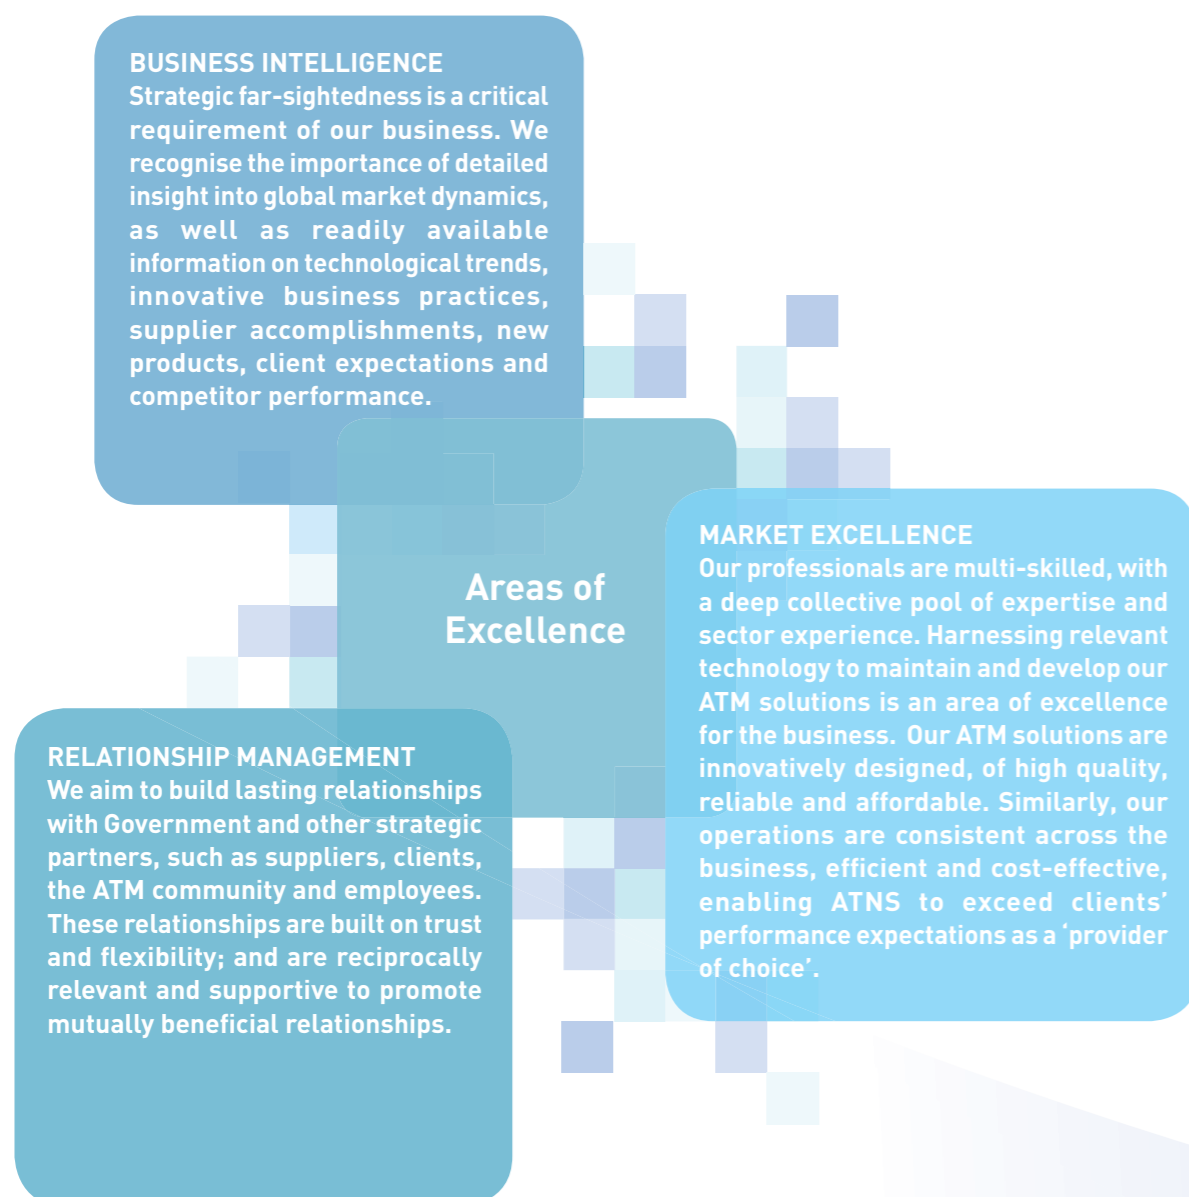 BUSINESS INTELLIGENCE
Strategic far-sightedness is a critical
requirement of our business. We
recognise the importance of detailed
insight into global market dynamics,
as well as readily available
information on technological trends,
innovative business practices,
supplier accomplishments, new
products, client expectations and
competitor performance.
Areas of
Excellence
MARKET EXCELLENCE
Our professionals are multi-skilled, with
a deep collective pool of expertise and
sector experience. Harnessing relevant
technology to maintain and develop our
ATM solutions is an area of excellence
for the business. Our ATM solutions are
innovatively designed, of high quality,
reliable and affordable. Similarly, our
operations are consistent across the
business, efficient and cost-effective,
enabling ATNS to exceed clients’
performance expectations as a ‘provider
of choice’.
RELATIONSHIP MANAGEMENT
We aim to build lasting relationships
with Government and other strategic
partners, such as suppliers, clients,
the ATM community and employees.
These relationships are built on trust
and flexibility; and are reciprocally
relevant and supportive to promote
mutually beneficial relationships.